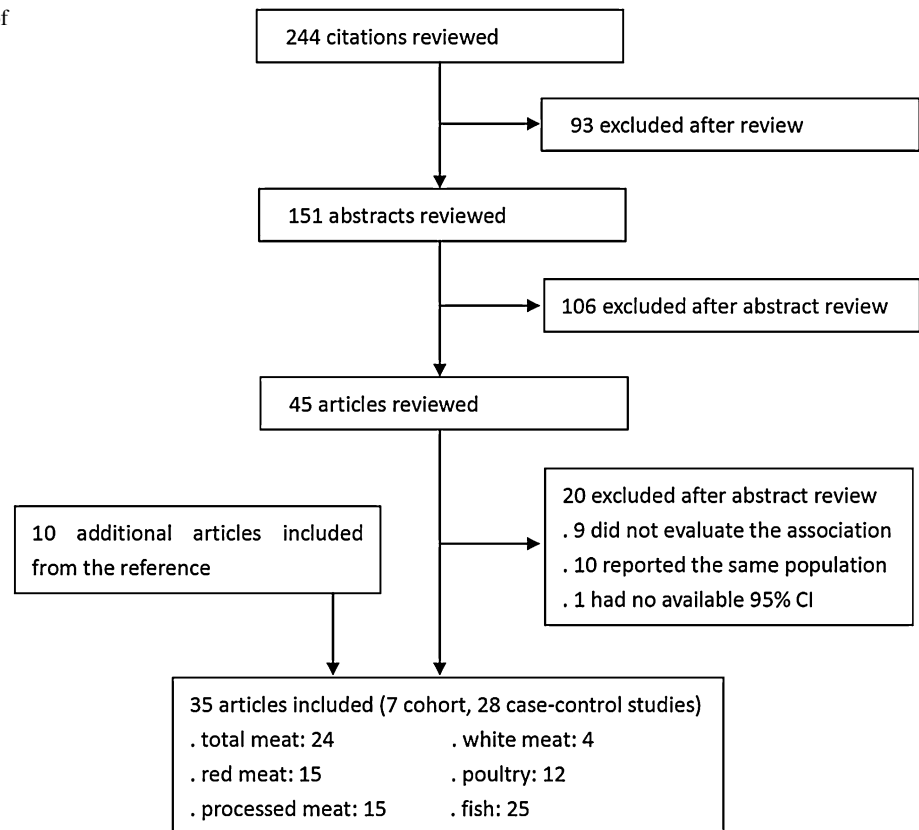 f
244 citations reviewed
93 excluded after review
151 abstracts reviewed
106 excluded after abstract review
45 articles reviewed
20 excluded after abstract review
. 9 did not evaluate the association
. 10 reported the same population
. 1 had no available 95% CI
10 additional articles included
from the reference
35 articles included (7 cohort, 28 case-control studies)
. total meat: 24 . white meat: 4
. red meat: 15 . poultry: 12
. processed meat: 15 . fish: 25